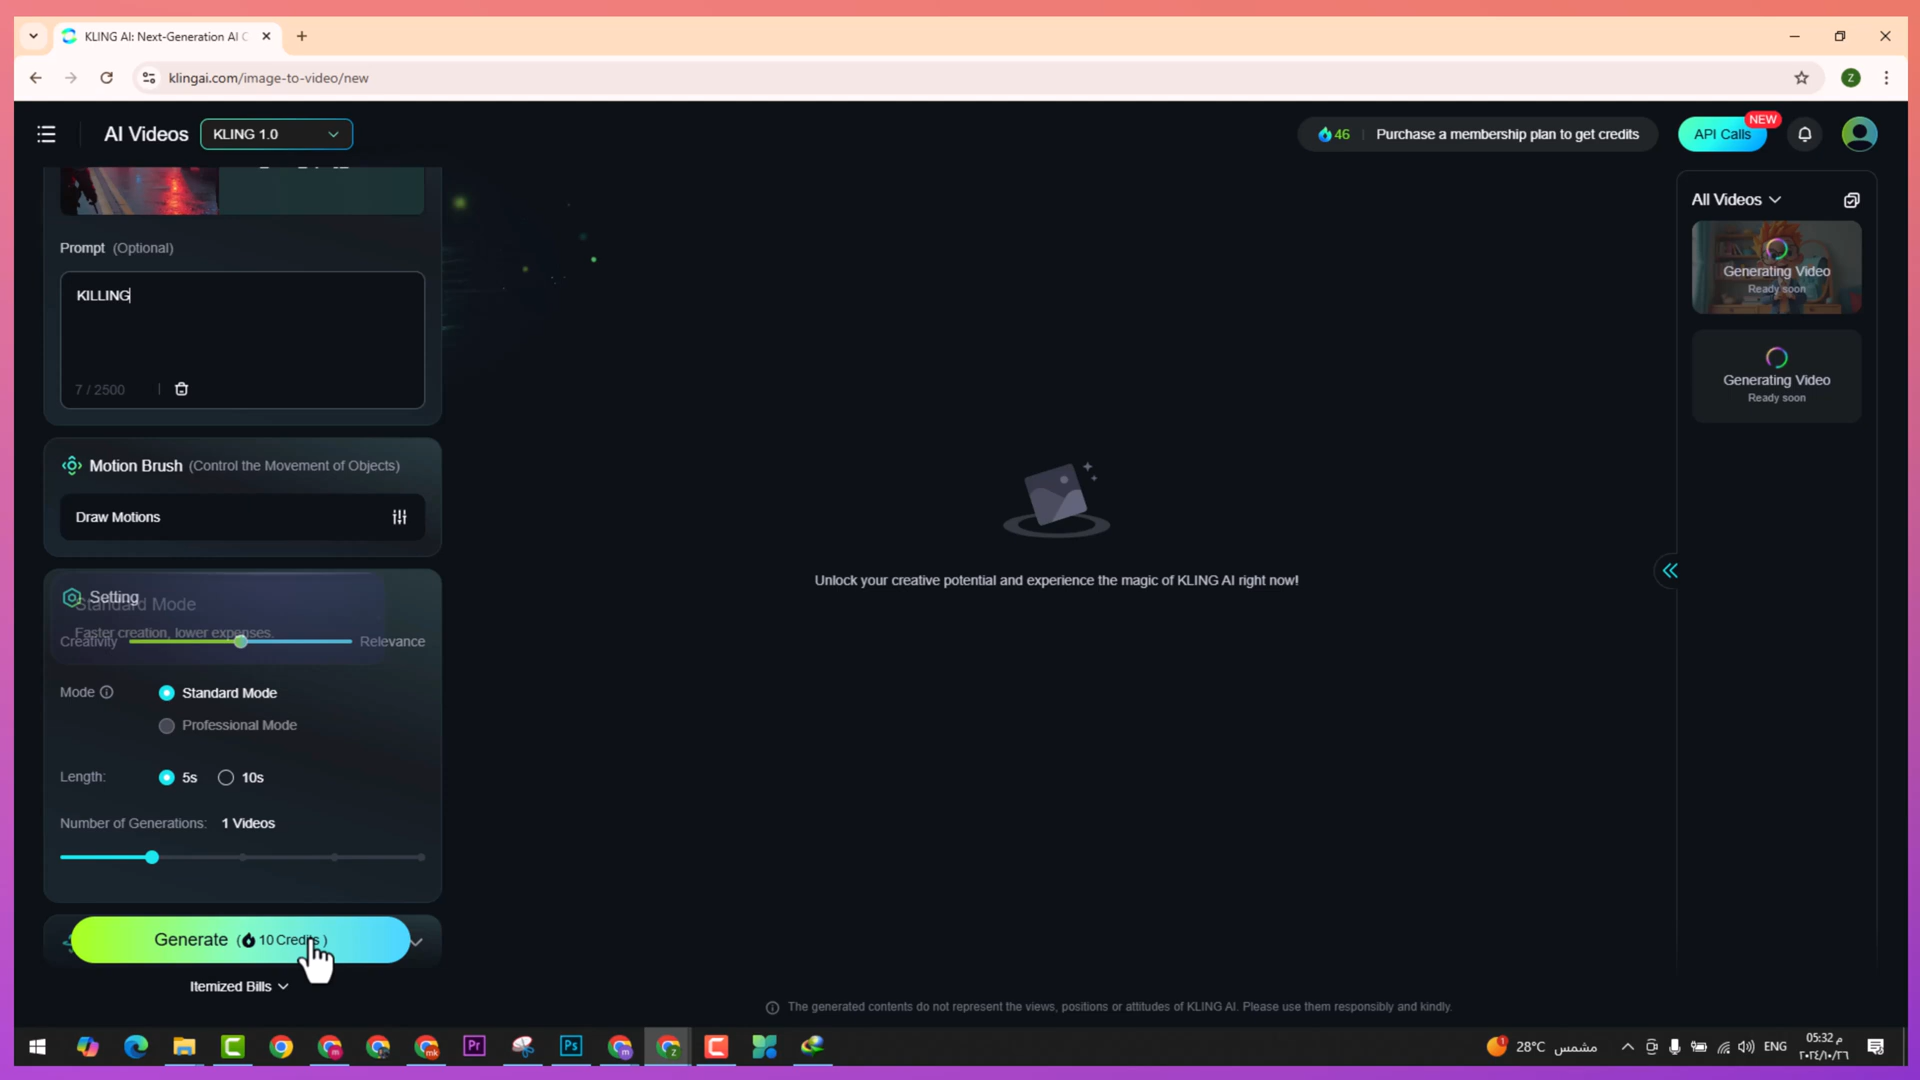 KLING AI: Next-Generation AI C
klingai.com/image-to-video/new
Z
AI Videos
KLING 1.0
46
Purchase a membership plan to get credits
API Calls
NEW
Prompt (Optional)
KILLING
7 / 2500
Motion Brush (Control the Movement of Objects)
Draw Motions
Setting
Standard Mode
Faster creation, lower expenses.
Creativity
Relevance
Mode
Standard Mode
Professional Mode
Length:
5s
10s
Number of Generations: 1 Videos
Generate ( 10 Credits )
Itemized Bills
Unlock your creative potential and experience the magic of KLING AI right now!
The generated contents do not represent the views, positions or attitudes of KLING AI. Please use them responsibly and kindly.
All Videos
Generating Video
Ready soon
Generating Video
Ready soon
Pr
Ps
28°C مشمس
ENG
05:32 م
٢٠٢٤/١٠/٢٦